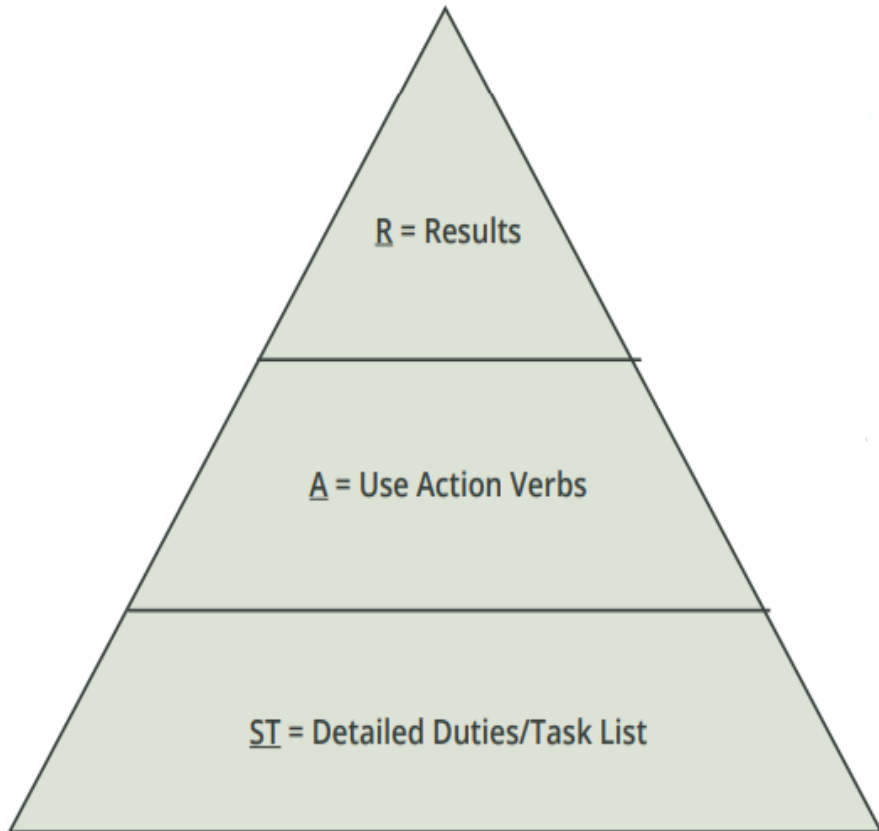 R = Results
A = Use Action Verbs
ST = Detailed Duties/Task List